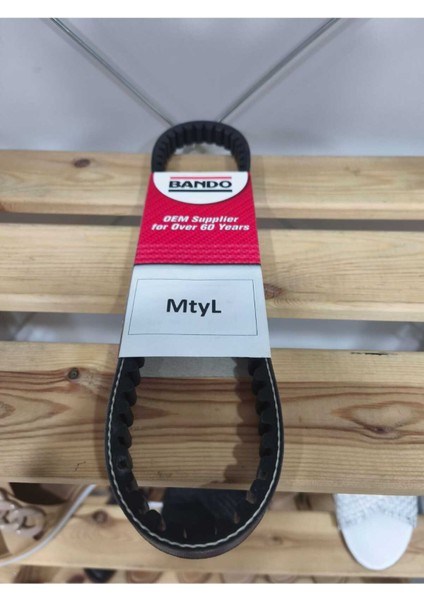 BANDO
OEM Supplier
for Over 60 Years
MtyL